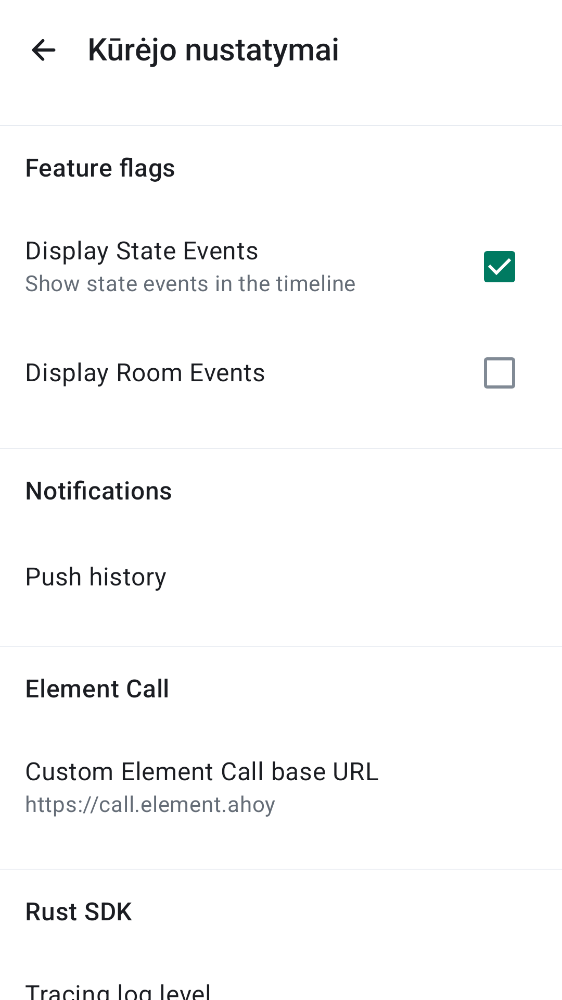 Kūrėjo nustatymai
Feature flags
Display State Events
Show state events in the timeline
Display Room Events
Notifications
Push history
Element Call
Custom Element Call base URL
https://call.element.ahoy
Rust SDK
Tracing log level